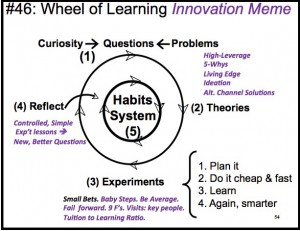 #46: Wheel of Learning Innovation Meme
Curiosity → Questions ← Problems
(1)
High-Leverage
5-Whys
Living Edge
Ideation
Alt. Channel Solutions
(4) Reflect
Habits
System
(5)
(2) Theories
Controlled, Simple
Exp't lessons →
New, Better Questions
(3) Experiments
Small Bets. Baby Steps. Be Average.
Fail forward. 9 F's. Visits: key people.
Tuition to Learning Ratio.
1. Plan it
2. Do it cheap & fast
3. Learn
4. Again, smarter
54